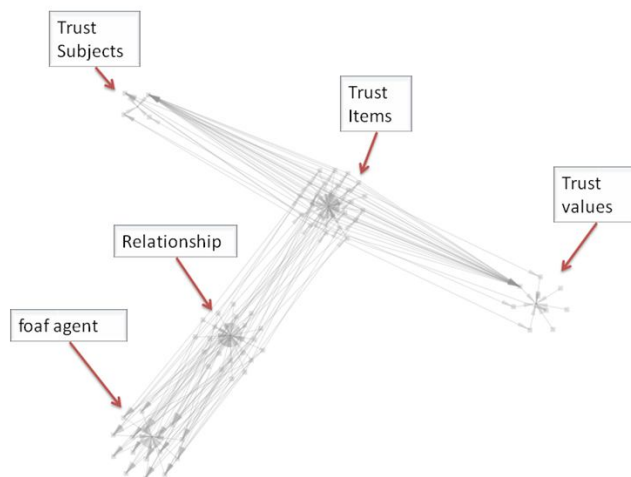 Trust
Subjects
Trust
Items
Trust
values
Relationship
foaf agent